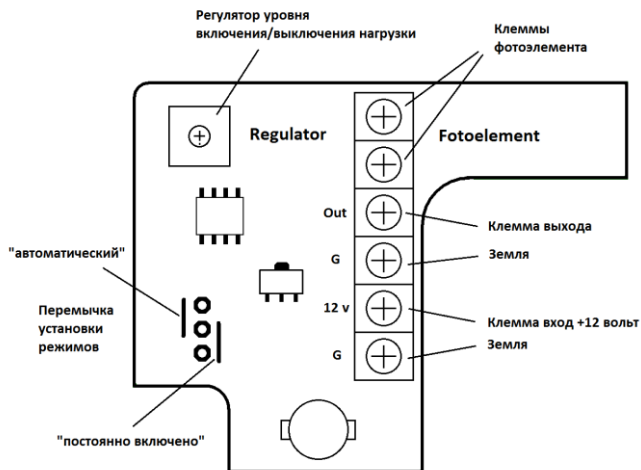 Регулятор уровня
включения/выключения нагрузки
Клеммы
фотоэлемента
Regulator
Fotoelement
Out
Клемма выхода
"автоматический"
G
Земля
Перемычка
установки
режимов
12 v
Клемма вход +12 вольт
G
Земля
"постоянно включено"